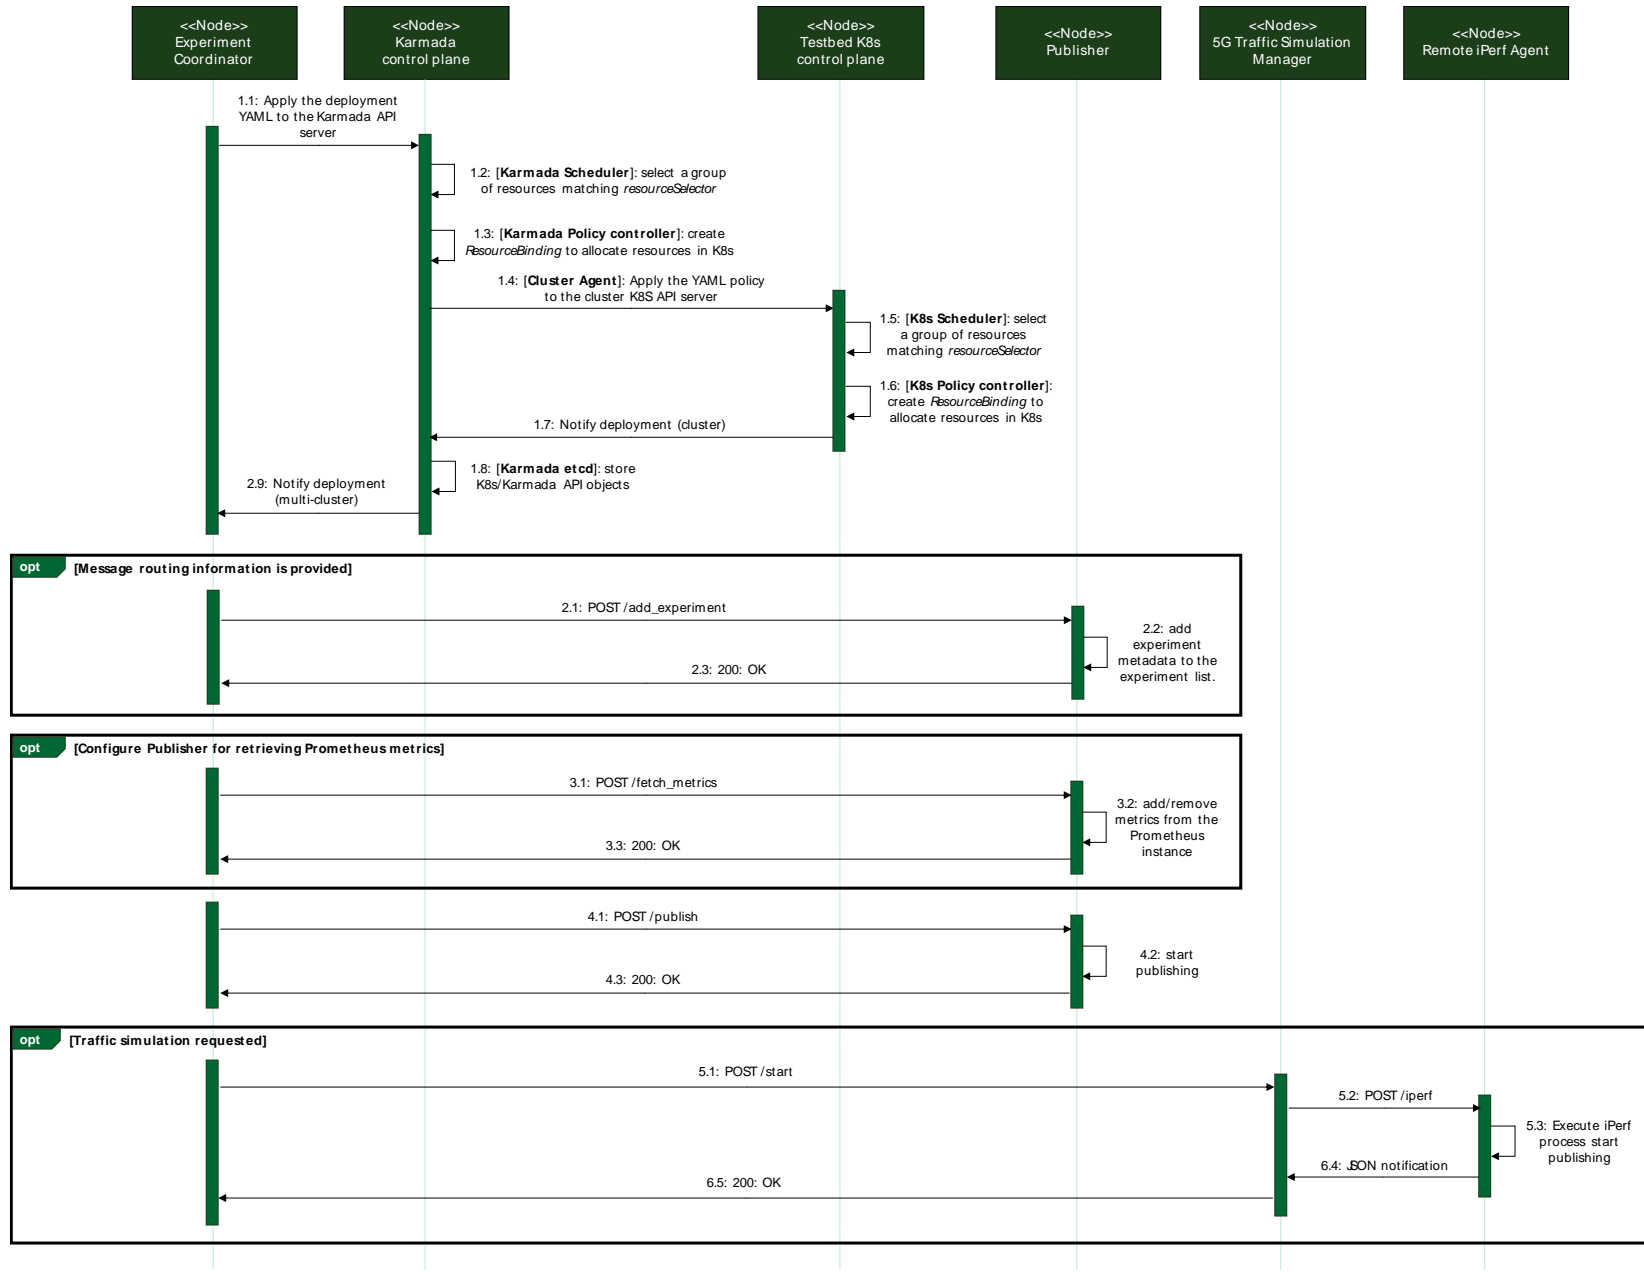 <<Node>>
Experiment
Coordinator
<<Node>>
Karmada
control plane
<<Node>>
Testbed K8s
control plane
<<Node>>
Publisher
<<Node>>
5G Traffic Simulation
Manager
<<Node>>
Remote iPerf Agent
1.1: Apply the deployment
YAML to the Karmada API
server
1.2: [Karmada Scheduler]: select a group
of resources matching resourceSelector
1.3: [Karmada Policy controller]: create
ResourceBinding to allocate resources in K8s
1.4: [Cluster Agent]: Apply the YAML policy
to the cluster K8S API server
1.5: [K8s Scheduler]: select
a group of resources
matching resourceSelector
1.6: [K8s Policy controller]:
create ResourceBinding to
allocate resources in K8s
1.7: Notify deployment (cluster)
1.8: [Karmada etcd]: store
K8s/Karmada API objects
2.9: Notify deployment
(multi-cluster)
opt [Message routing information is provided]
2.1: POST /add_experiment
2.2: add
experiment
metadata to the
experiment list.
2.3: 200: OK
opt [Configure Publisher for retrieving Prometheus metrics]
3.1: POST /fetch_metrics
3.2: add/remove
metrics from the
Prometheus
instance
3.3: 200: OK
4.1: POST /publish
4.2: start
publishing
4.3: 200: OK
opt [Traffic simulation requested]
5.1: POST /start
5.2: POST /iperf
5.3: Execute iPerf
process start
publishing
6.4: JSON notification
6.5: 200: OK